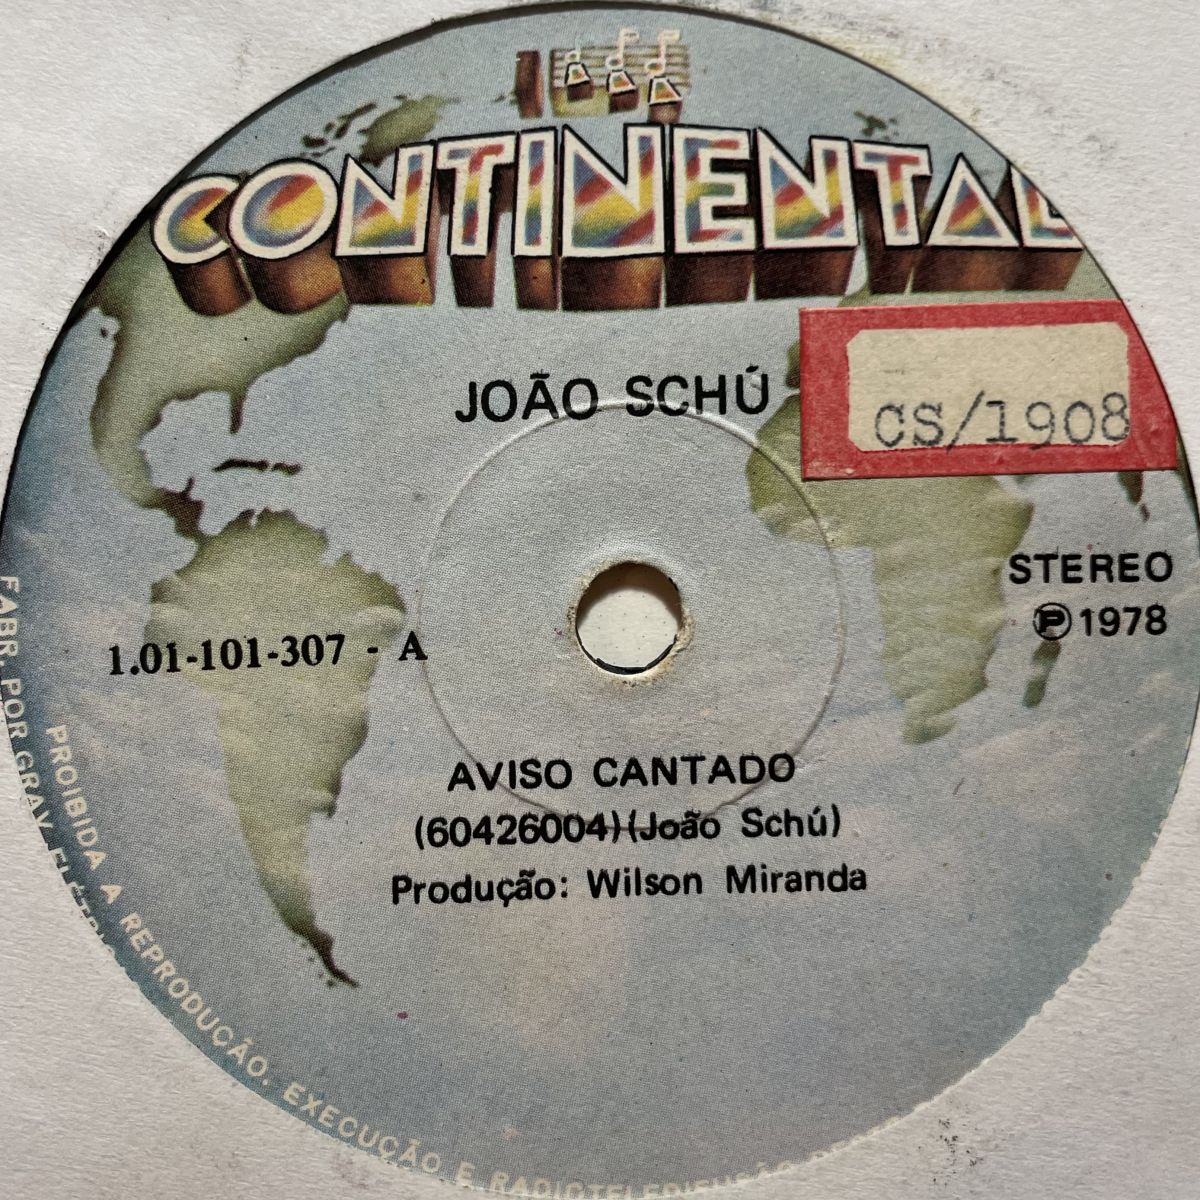 CONTINENTAL
JOÃO SCHÚ
CS/1908
STEREO
Ⓟ 1978
1.01-101-307 - A
AVISO CANTADO
(60426004) (João Schú)
Produção: Wilson Miranda
FABR. POR GRAV.
PROIBIDA A REPRODUÇÃO. EXECUÇÃO E RADIOTELEDIFUSÃO